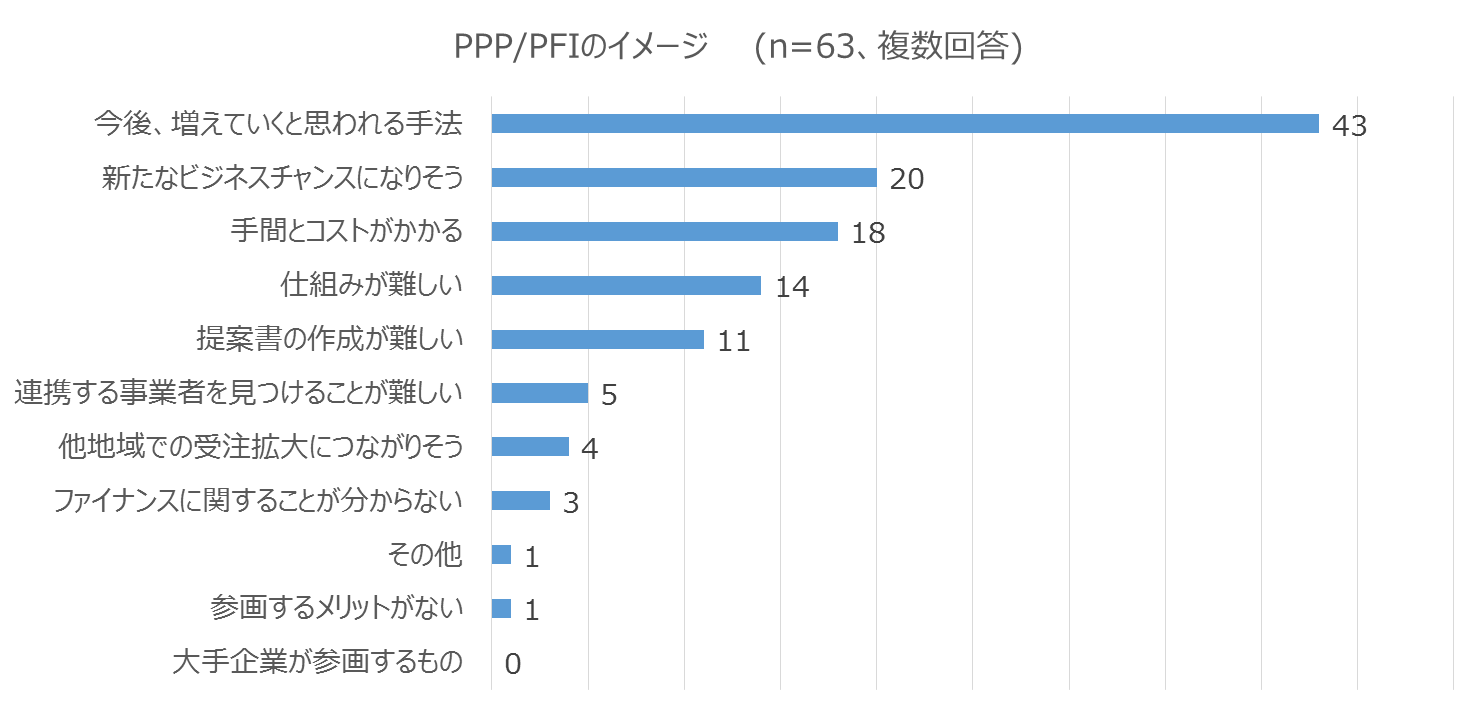 PPP/PFIのイメージ　(n=63、複数回答)
今後、増えていくと思われる手法 43
新たなビジネスチャンスになりそう 20
手間とコストがかかる 18
仕組みが難しい 14
提案書の作成が難しい 11
連携する事業者を見つけることが難しい 5
他地域での受注拡大につながりそう 4
ファイナンスに関することが分からない 3
その他 1
参画するメリットがない 1
大手企業が参画するもの 0